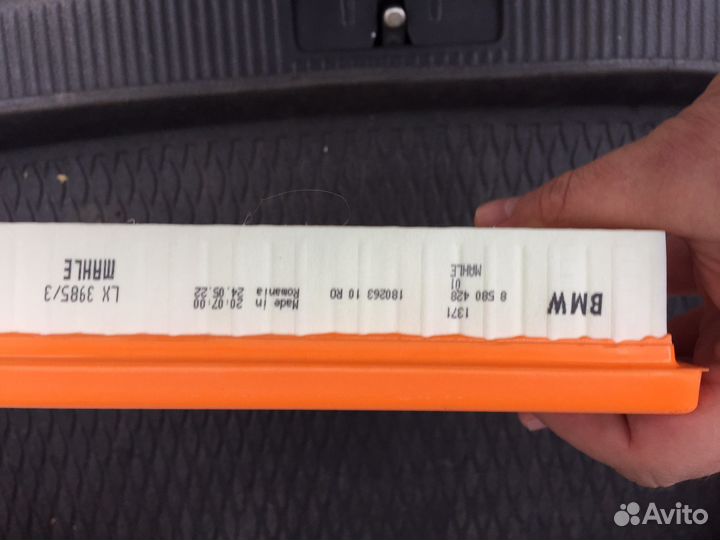 BMW
1371
8 580 428
01
MAHLE
180263 10 RO
Made in
Romania
20:07:00
24.05.22
LX 3985/3
MAHLE
Avito